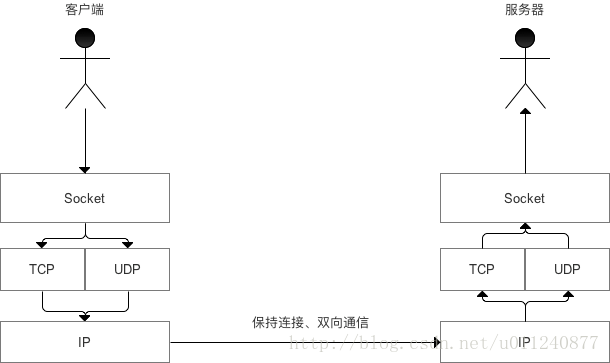 客户端 服务器
Socket Socket
TCP UDP TCP UDP
保持连接、双向通信
IP IP
http://blog.csdn.net/u011240877